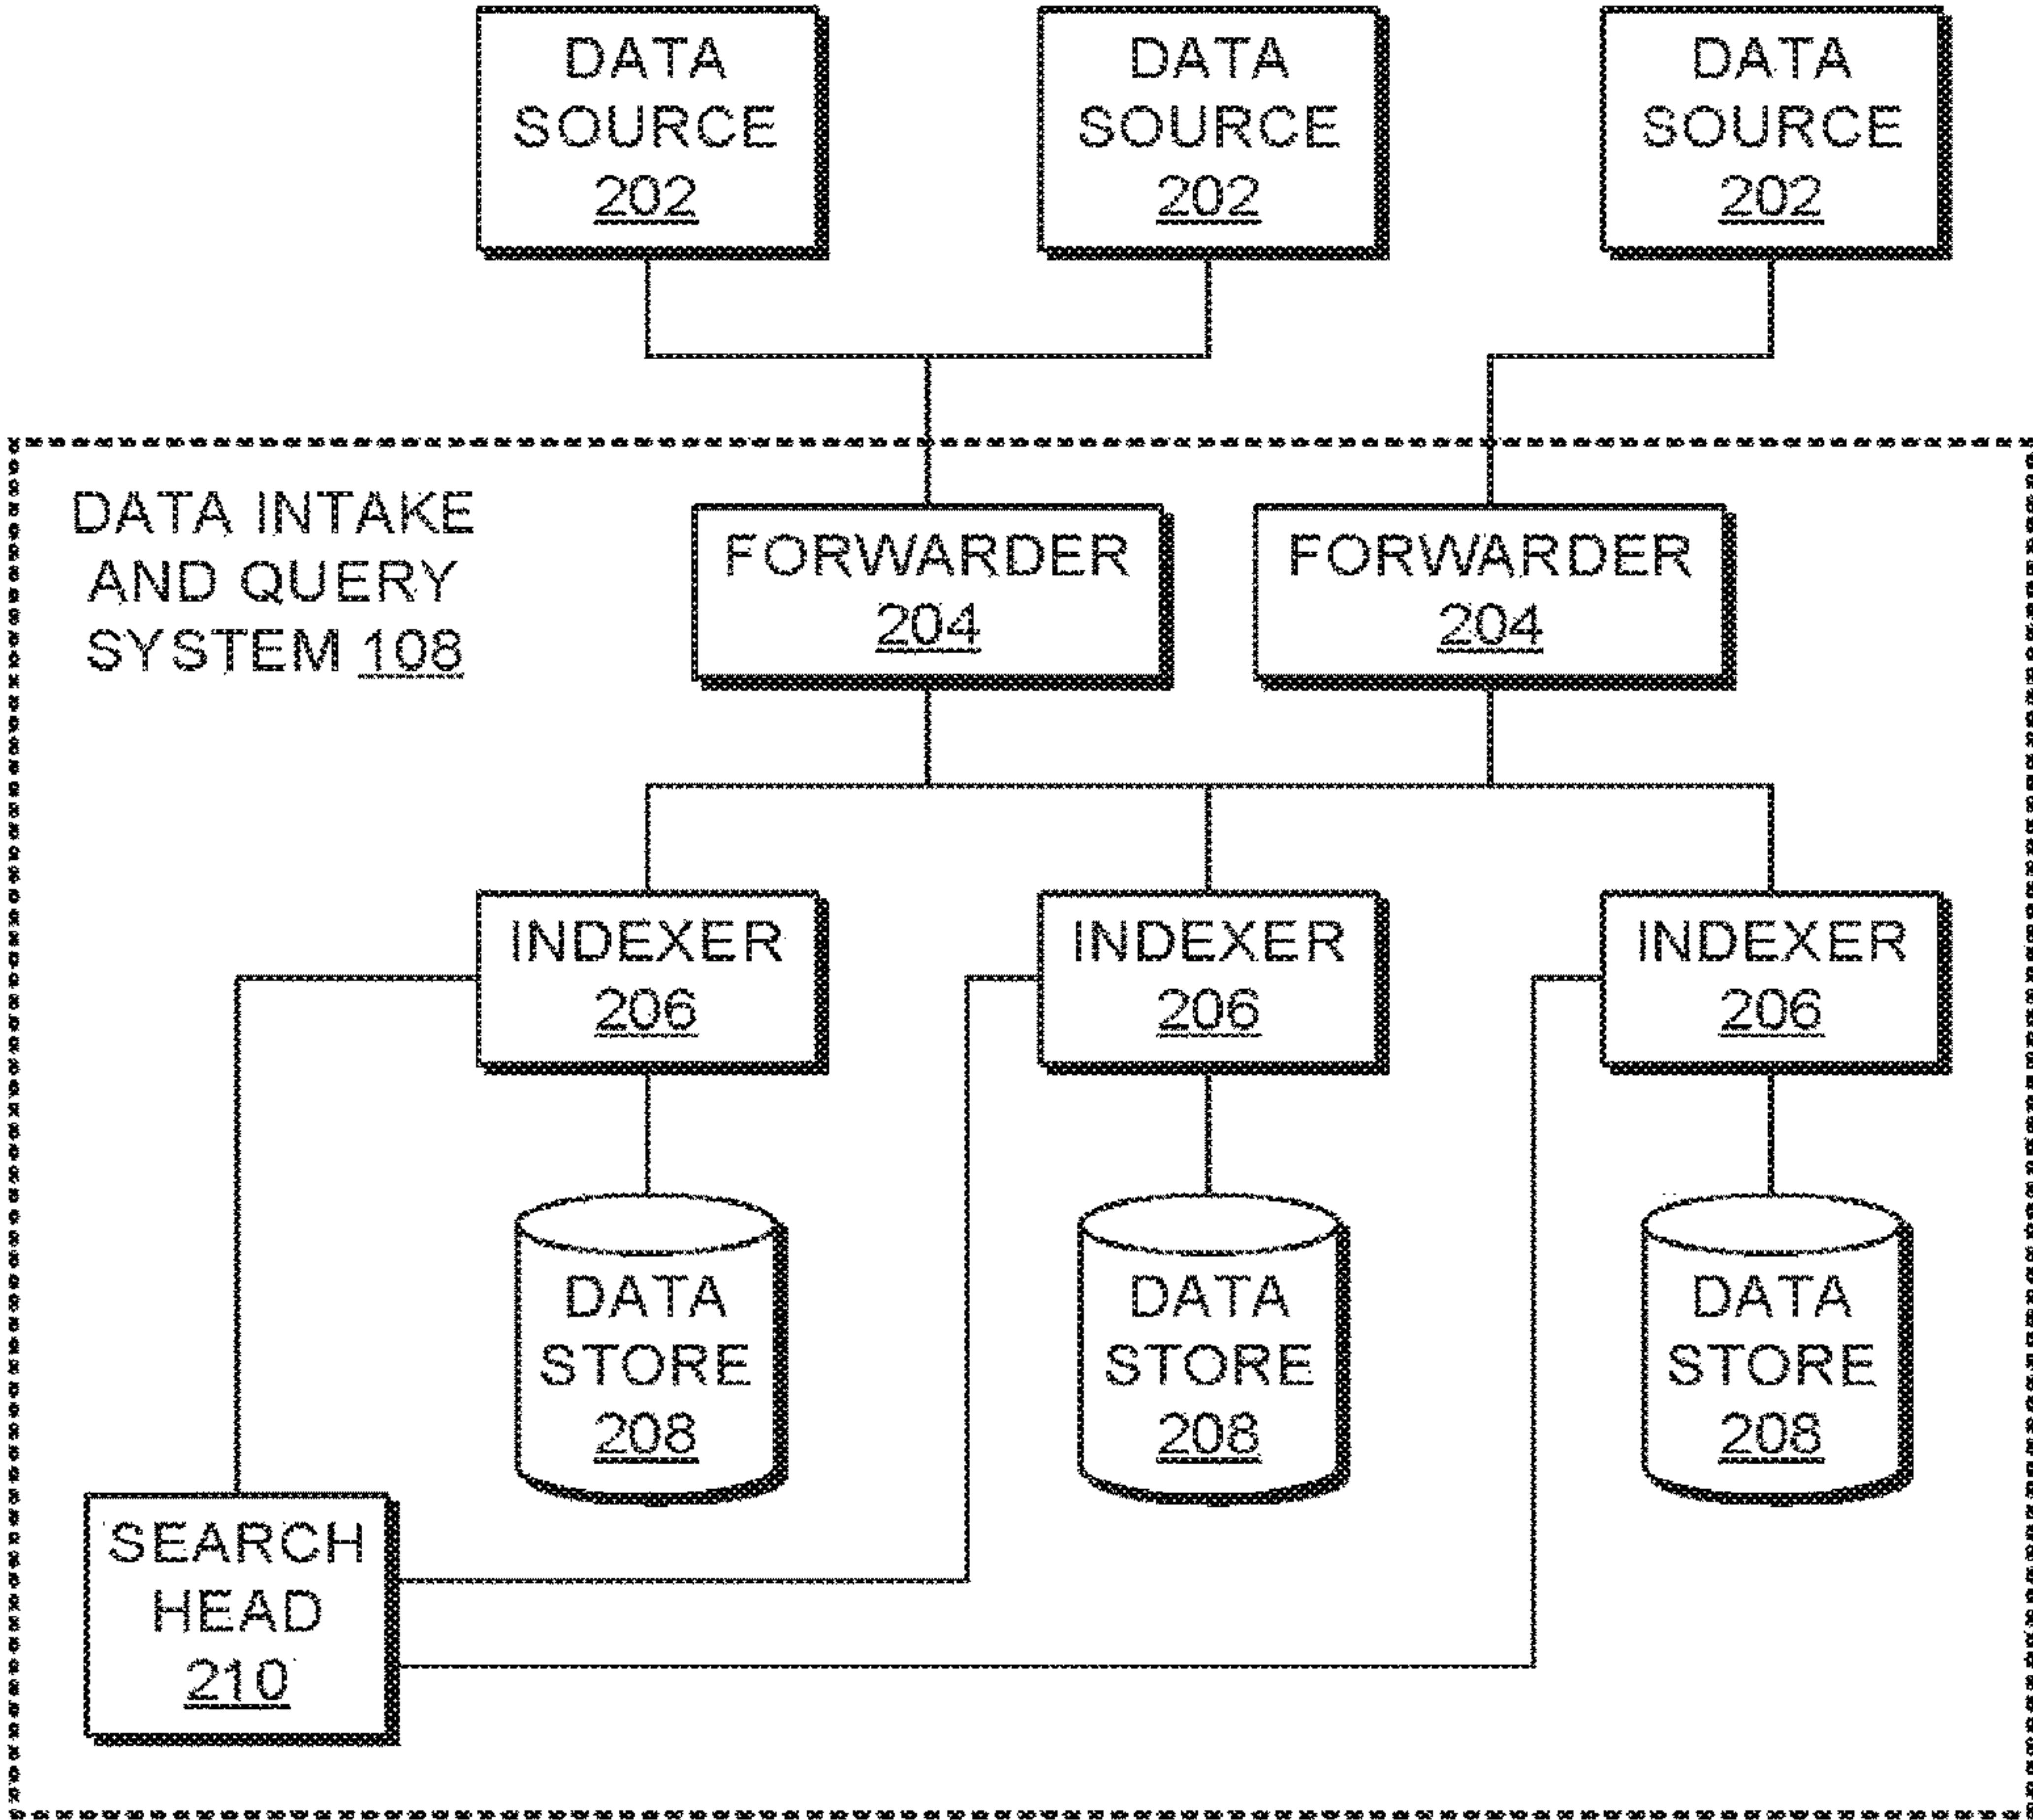 DATA
SOURCE
202
DATA
SOURCE
202
DATA
SOURCE
202
DATA INTAKE
AND QUERY
SYSTEM 108
FORWARDER
204
FORWARDER
204
INDEXER
206
INDEXER
206
INDEXER
206
DATA
STORE
208
DATA
STORE
208
DATA
STORE
208
SEARCH
HEAD
210